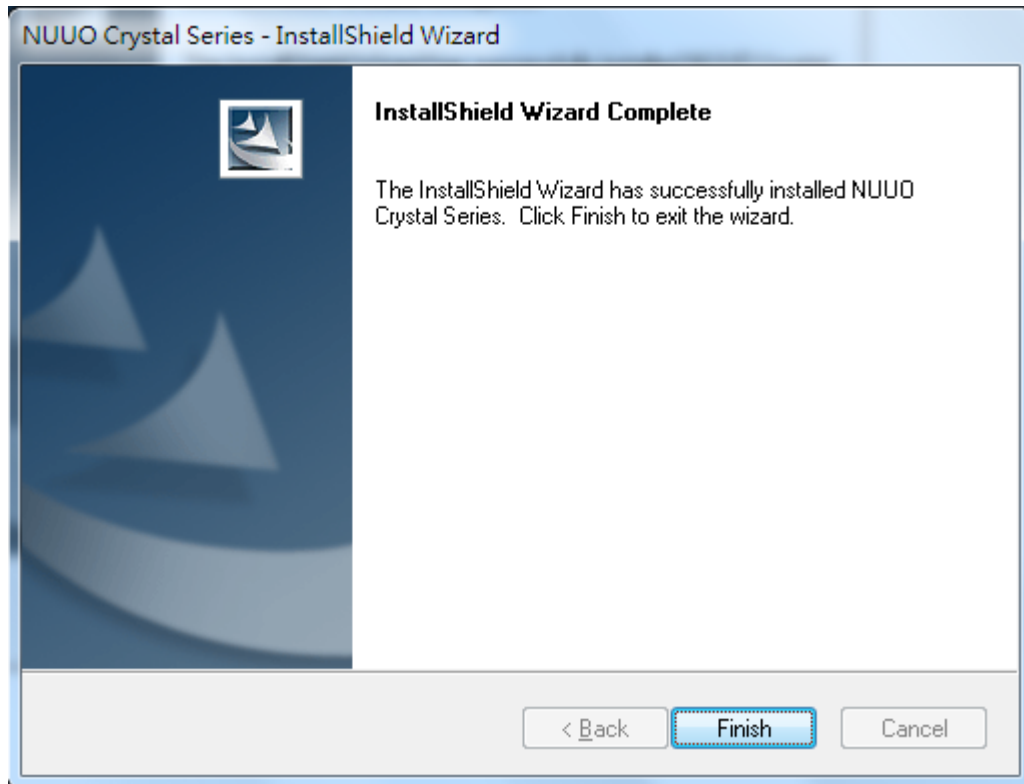 NUUO Crystal Series - InstallShield Wizard
InstallShield Wizard Complete
The InstallShield Wizard has successfully installed NUUO
Crystal Series. Click Finish to exit the wizard.
< Back
Finish
Cancel